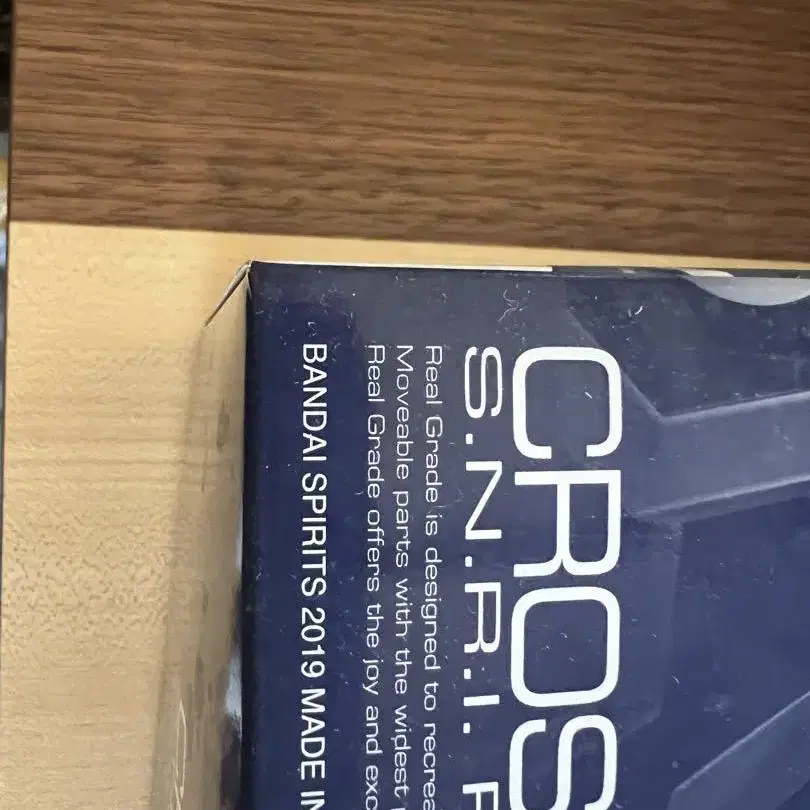 CROS
S.N.R.I. F
Real Grade is designed to recrea
Moveable parts with the widest
Real Grade offers the joy and exc
BANDAI SPIRITS 2019 MADE IN